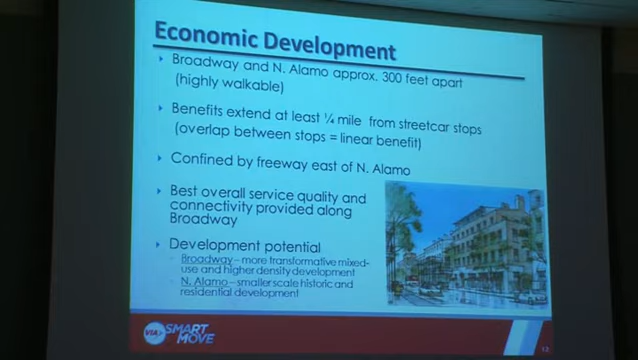 Economic Development
Broadway and N. Alamo approx. 300 feet apart
(highly walkable)
Benefits extend at least ¼ mile from streetcar stops
(overlap between stops = linear benefit)
Confined by freeway east of N. Alamo
Best overall service quality and
connectivity provided along
Broadway
Development potential
Broadway – more transformative mixed-
use and higher density development
N. Alamo – smaller scale historic and
residential development
VIA SMART
MOVE